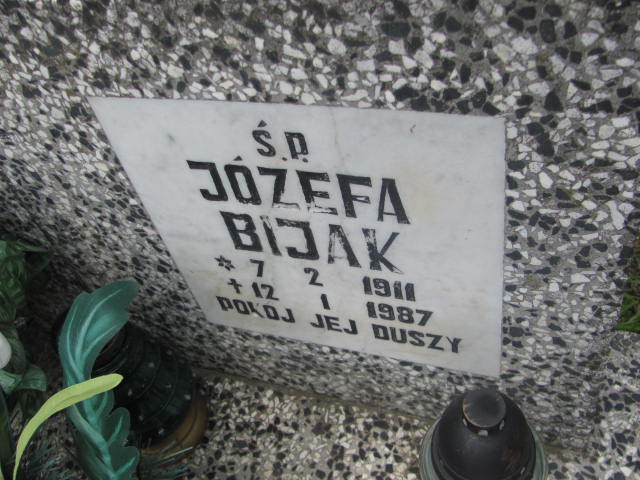 Ś.P.
JÓZEFA
BIJAK
* 7 2 1911
+ 12 1 1987
POKÓJ JEJ DUSZY